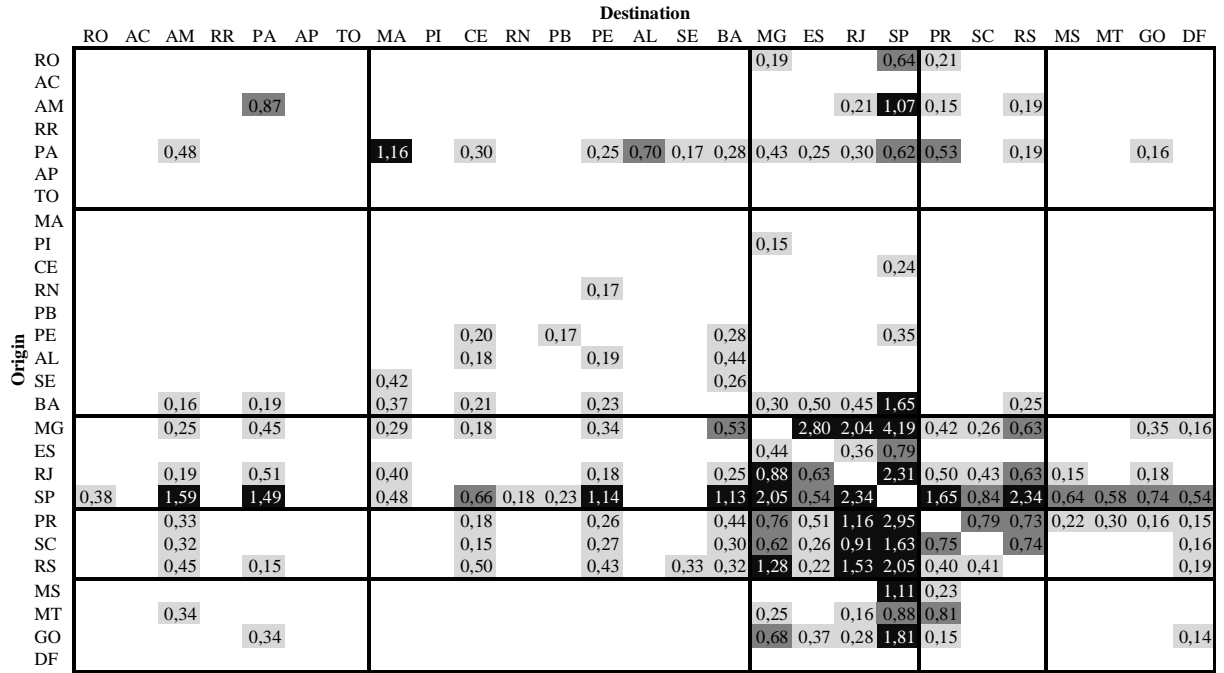 Destination
RO AC AM RR PA AP TO MA PI CE RN PB PE AL SE BA MG ES RJ SP PR SC RS MS MT GO DF
Origin
RO 0,19 0,64 0,21
AC
AM 0,87 0,21 1,07 0,15 0,19
RR
PA 0,48 1,16 0,30 0,25 0,70 0,17 0,28 0,43 0,25 0,30 0,62 0,53 0,19 0,16
AP
TO
MA
PI 0,15
CE 0,24
RN 0,17
PB
PE 0,20 0,17 0,28 0,35
AL 0,18 0,19 0,44
SE 0,42 0,26
BA 0,16 0,19 0,37 0,21 0,23 0,30 0,50 0,45 1,65 0,25
MG 0,25 0,45 0,29 0,18 0,34 0,53 2,80 2,04 4,19 0,42 0,26 0,63 0,35 0,16
ES 0,44 0,36 0,79
RJ 0,19 0,51 0,40 0,18 0,25 0,88 0,63 2,31 0,50 0,43 0,63 0,15 0,18
SP 0,38 1,59 1,49 0,48 0,66 0,18 0,23 1,14 1,13 2,05 0,54 2,34 1,65 0,84 2,34 0,64 0,58 0,74 0,54
PR 0,33 0,18 0,26 0,44 0,76 0,51 1,16 2,95 0,79 0,73 0,22 0,30 0,16 0,15
SC 0,32 0,15 0,27 0,30 0,62 0,26 0,91 1,63 0,75 0,74 0,16
RS 0,45 0,15 0,50 0,43 0,33 0,32 1,28 0,22 1,53 2,05 0,40 0,41 0,19
MS 1,11 0,23
MT 0,34 0,25 0,16 0,88 0,81
GO 0,34 0,68 0,37 0,28 1,81 0,15 0,14
DF